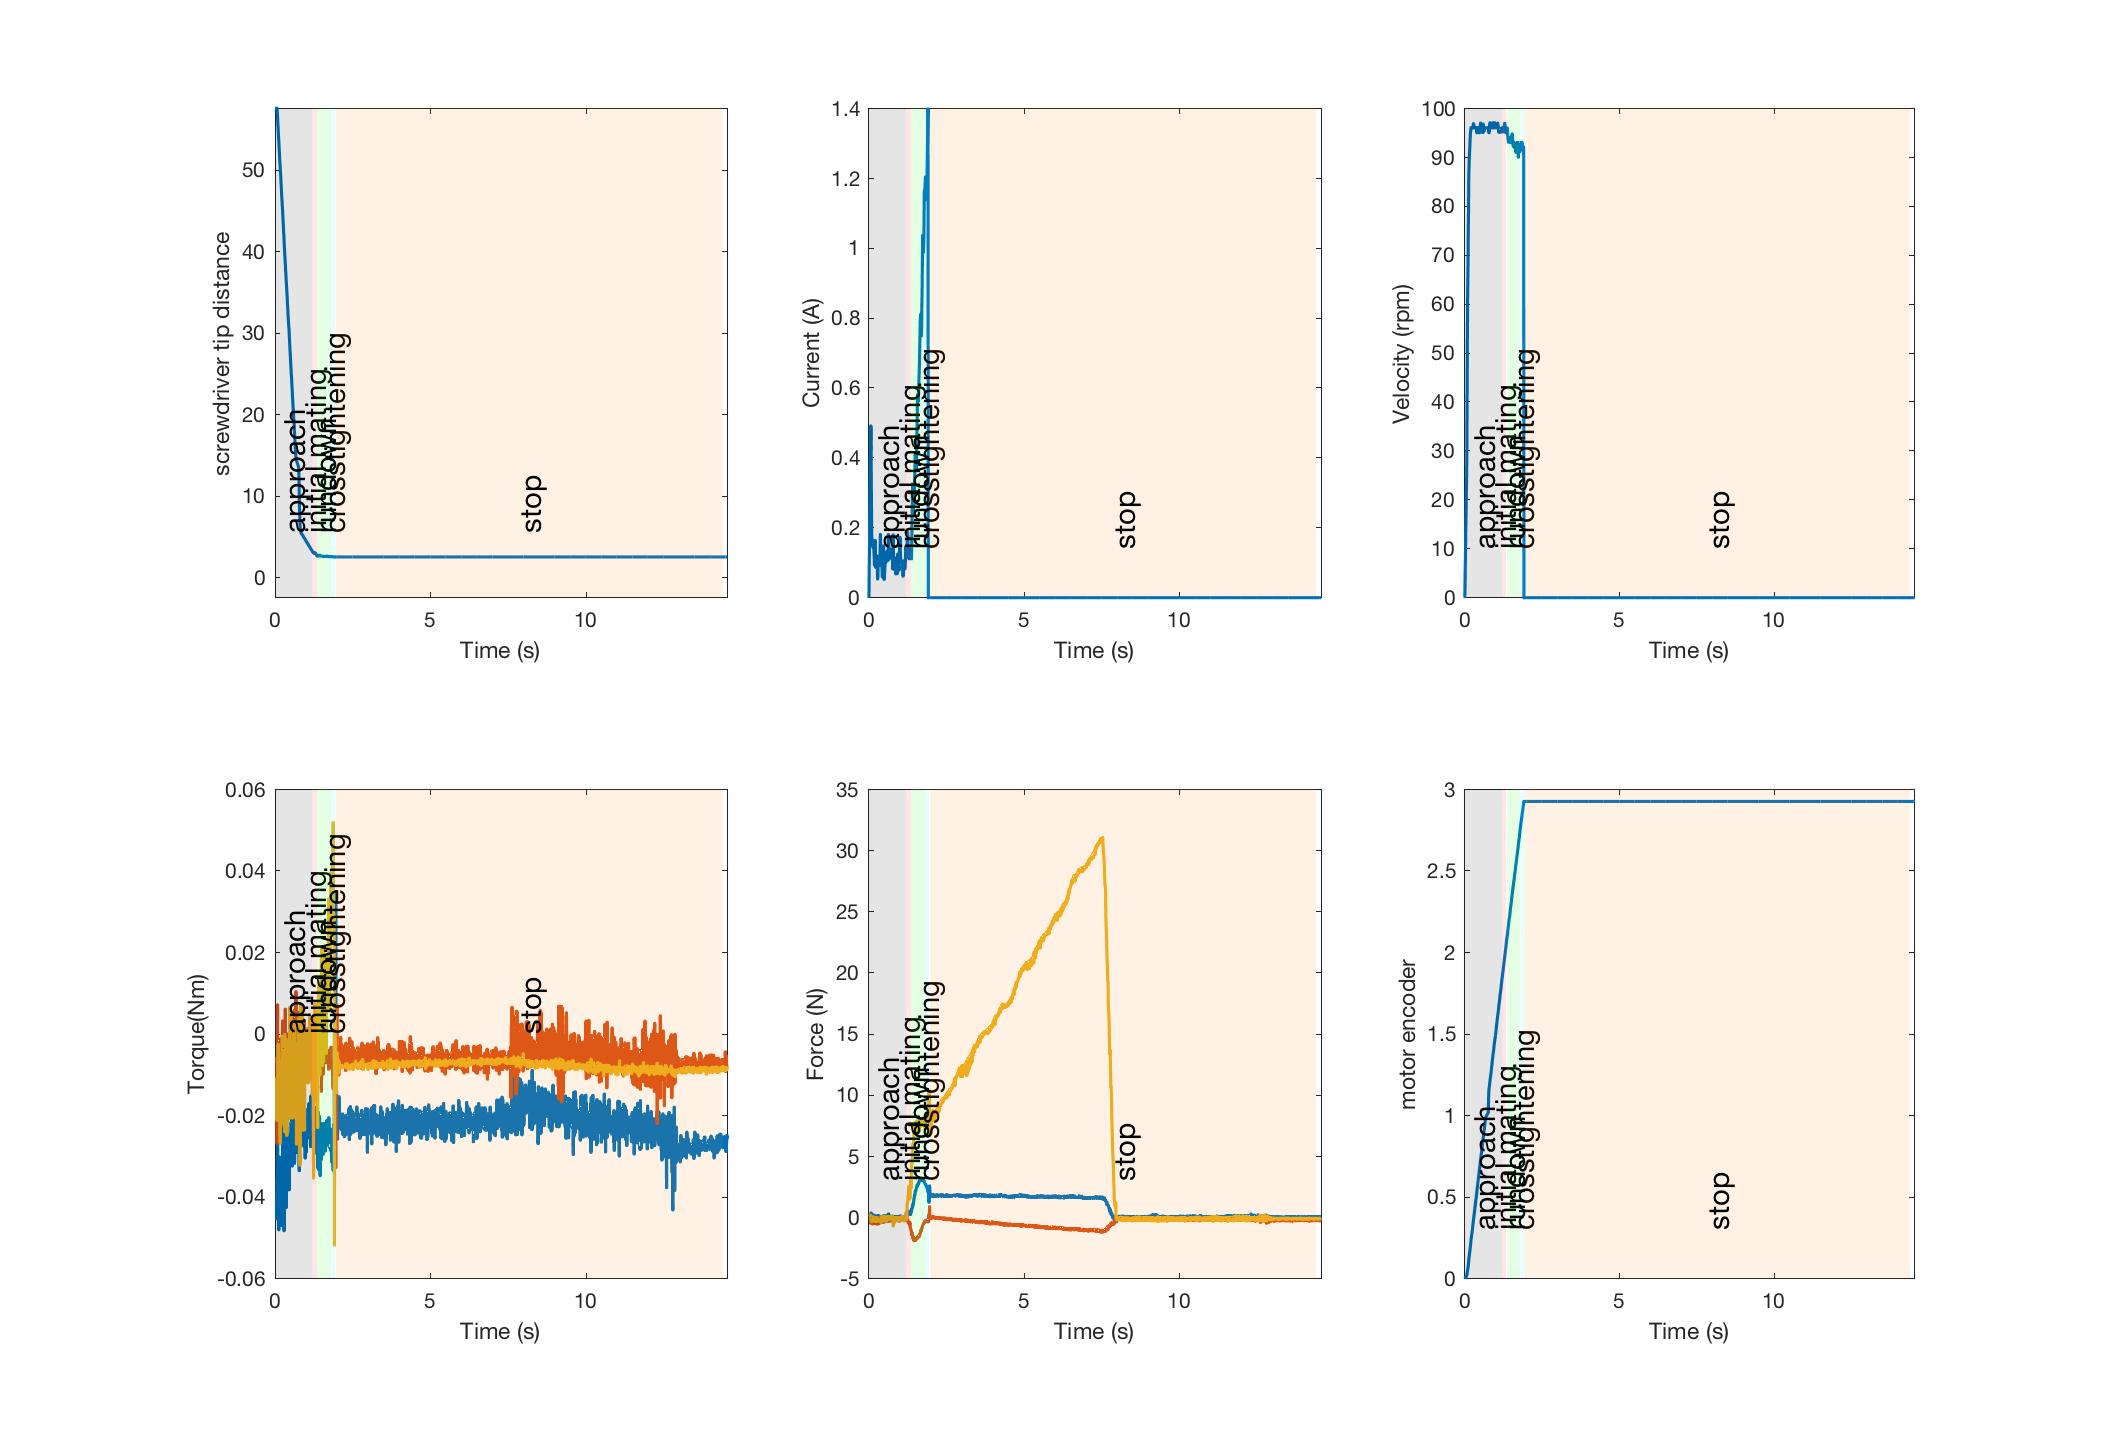 screwdriver tip distance
50
40
30
20
10
0
0
5
10
Time (s)
approach
initial mating
stop
Current (A)
1.4
1.2
1
0.8
0.6
0.4
0.2
0
0
5
10
Time (s)
approach
initial mating
stop
Velocity (rpm)
100
90
80
70
60
50
40
30
20
10
0
0
5
10
Time (s)
approach
initial mating
stop
Torque(Nm)
0.06
0.04
0.02
0
-0.02
-0.04
-0.06
0
5
10
Time (s)
approach
initial mating
stop
Force (N)
35
30
25
20
15
10
5
0
-5
0
5
10
Time (s)
approach
initial mating
stop
motor encoder
3
2.5
2
1.5
1
0.5
0
0
5
10
Time (s)
approach
initial mating
stop